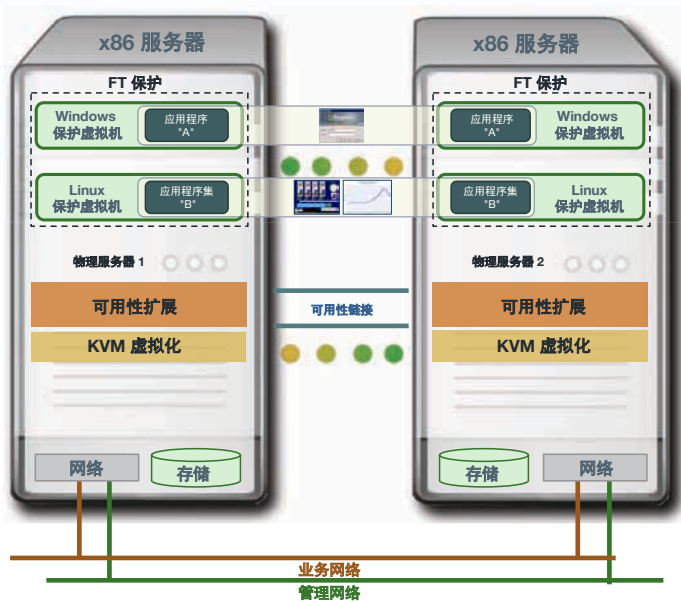 x86 服务器
x86 服务器
FT 保护
FT 保护
Windows
保护虚拟机
应用程序
"A"
应用程序
"A"
Windows
保护虚拟机
Linux
保护虚拟机
应用程序集
"B"
应用程序集
"B"
Linux
保护虚拟机
物理服务器 1
物理服务器 2
可用性扩展
可用性链接
可用性扩展
KVM 虚拟化
KVM 虚拟化
网络
存储
存储
网络
业务网络
管理网络